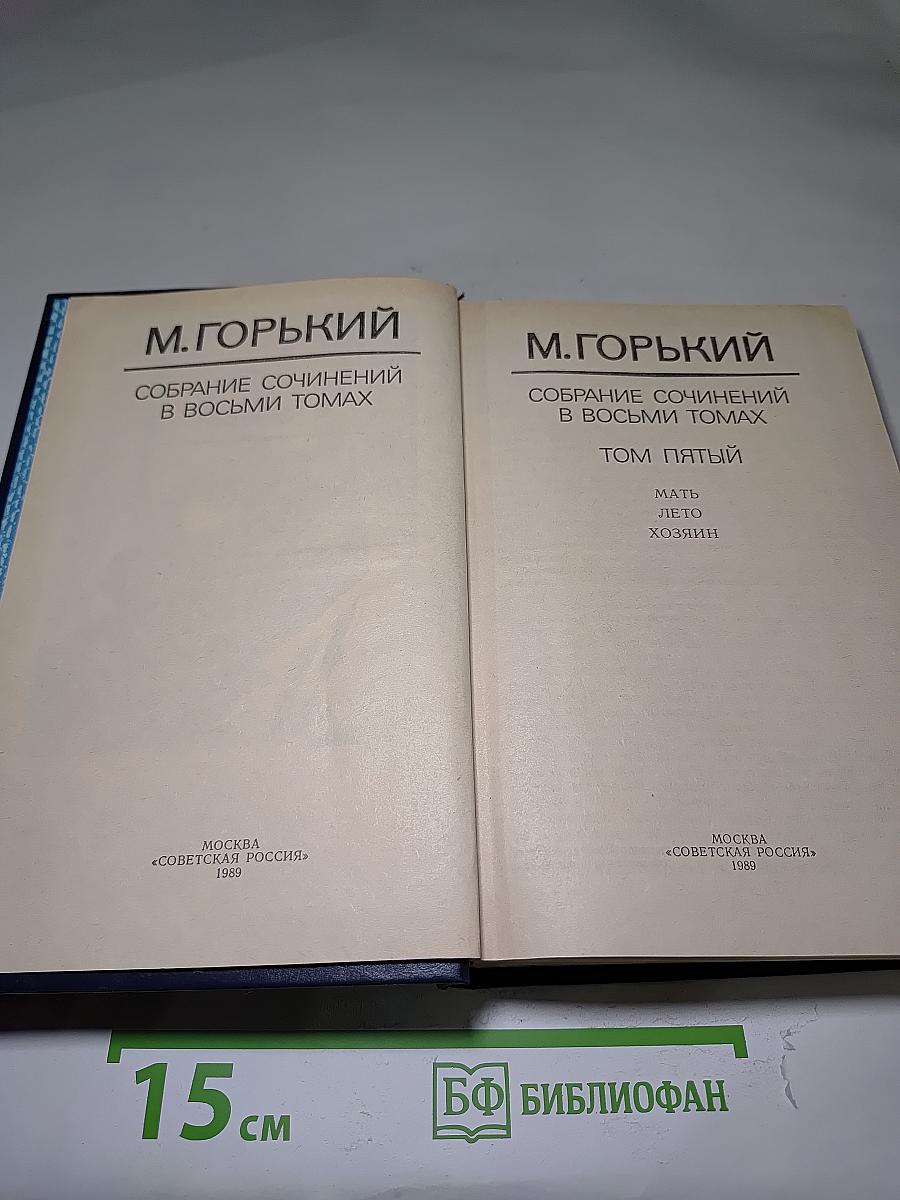 М. ГОРЬКИЙ
СОБРАНИЕ СОЧИНЕНИЙ
В ВОСЬМИ ТОМАХ
МОСКВА
«СОВЕТСКАЯ РОССИЯ»
1989
М. ГОРЬКИЙ
СОБРАНИЕ СОЧИНЕНИЙ
В ВОСЬМИ ТОМАХ
ТОМ ПЯТЫЙ
МАТЬ
ЛЕТО
ХОЗЯИН
МОСКВА
«СОВЕТСКАЯ РОССИЯ»
1989
15 см
БФ БИБЛИОФАН